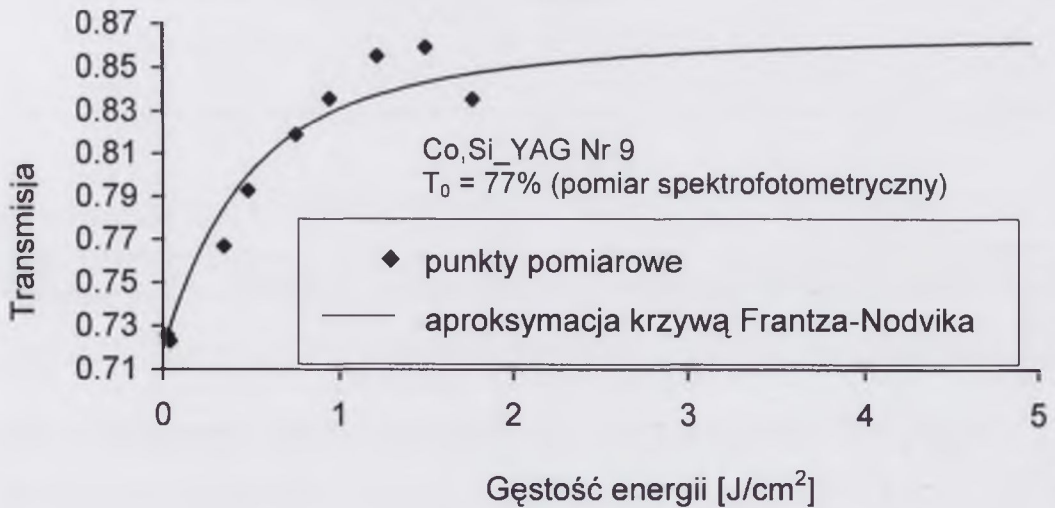 0.87
0.85
0.83
0.81
0.79
0.77
0.75
0.73
0.71
Transmisja
Co,Si_YAG Nr 9
T₀ = 77% (pomiar spektrofotometryczny)
punkty pomiarowe
aproksymacja krzywą Frantza-Nodvika
0 1 2 3 4 5
Gęstość energii [J/cm²]